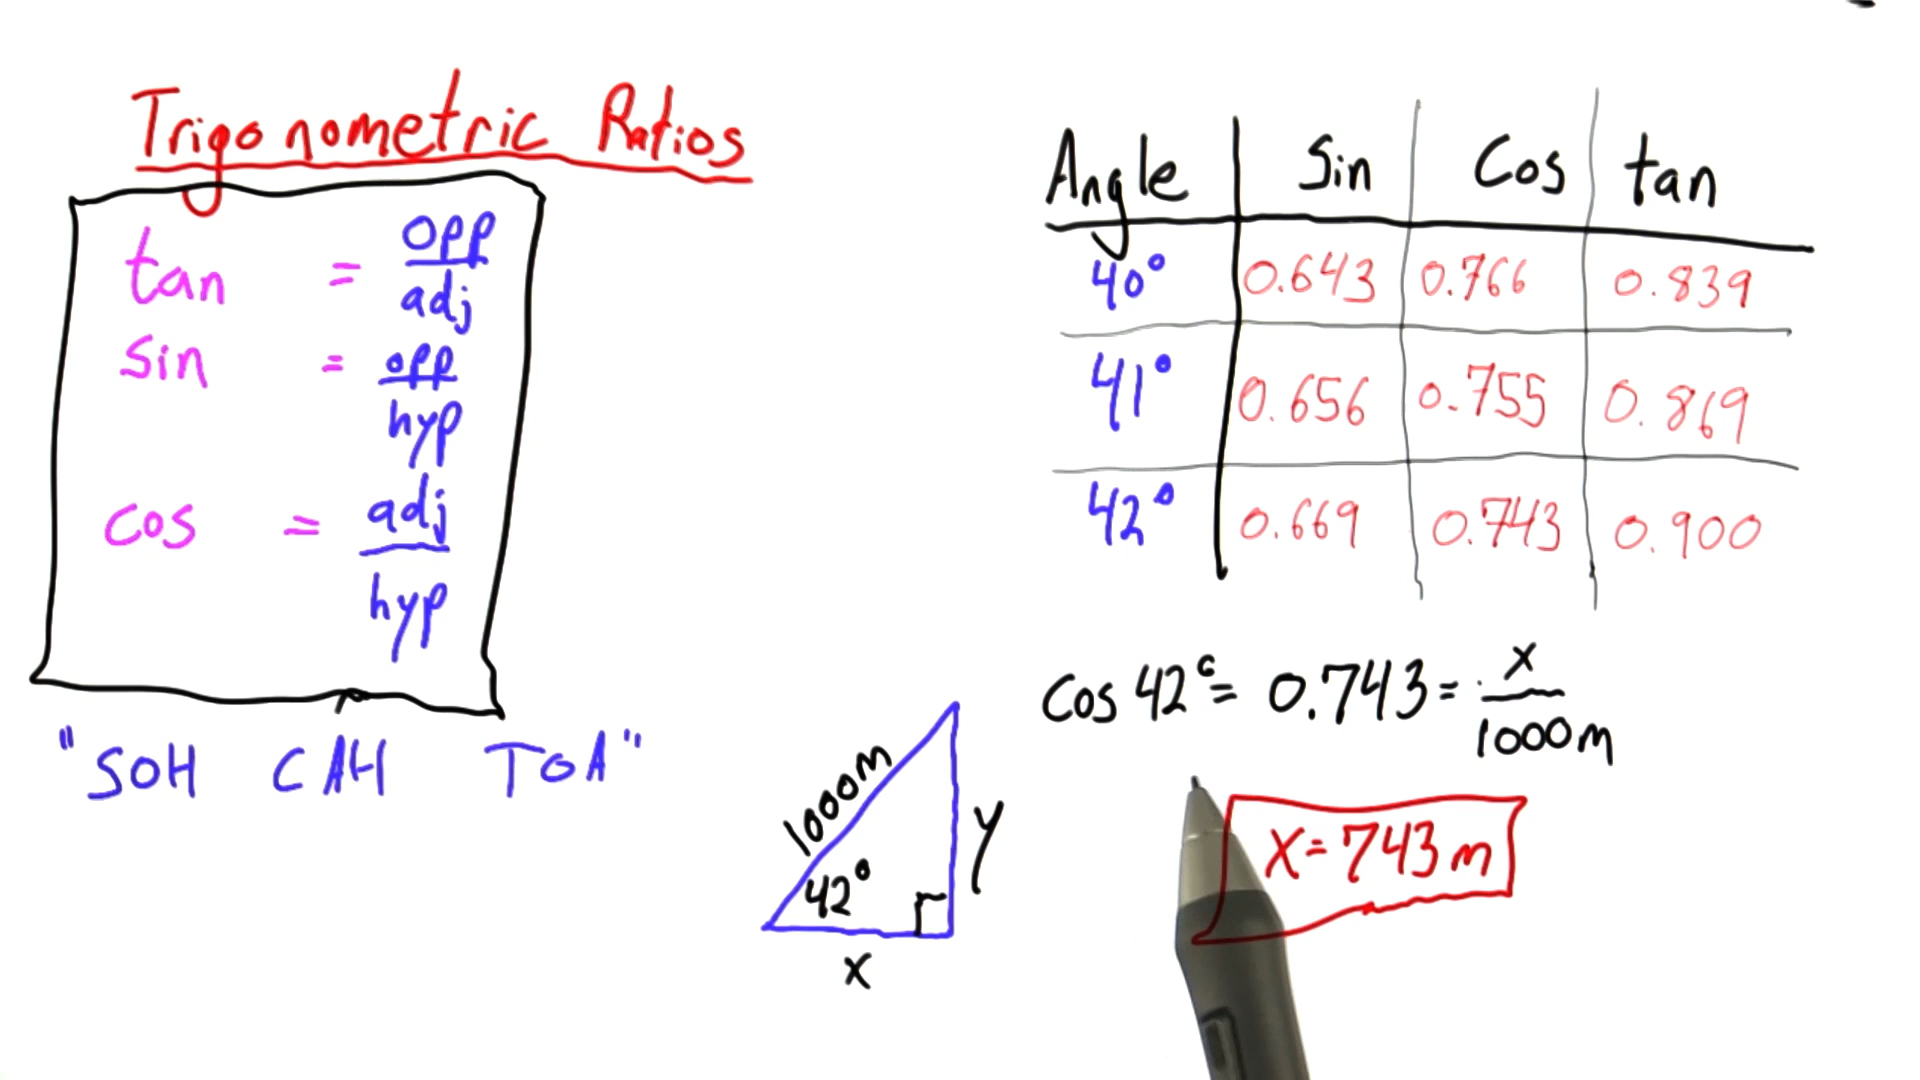 Trigonometric Ratios
tan = opp
adj
sin = opp
hyp
cos = adj
hyp
"SOH CAH TOA"
Angle Sin Cos tan
40° 0.643 0.766 0.839
41° 0.656 0.755 0.869
42° 0.669 0.743 0.900
Cos 42° = 0.743 = x
1000m
x = 743 m
1000m
42°
y
x